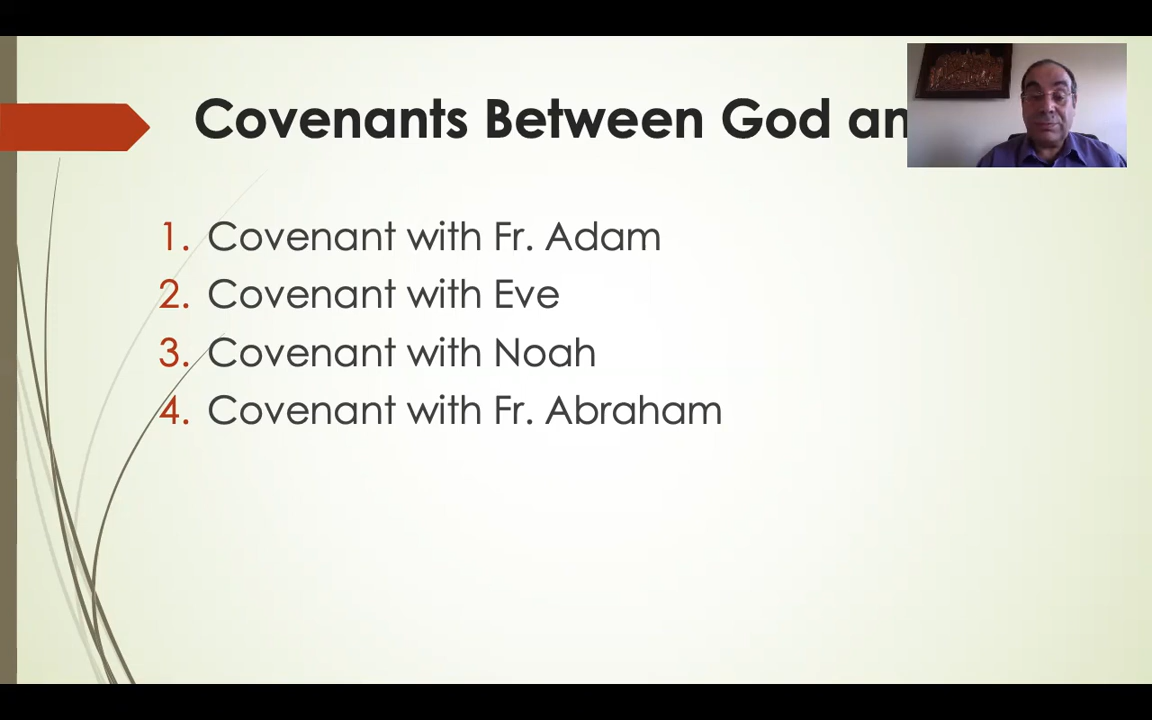 Covenants Between God
1. Covenant with Fr. Adam
2. Covenant with Eve
3. Covenant with Noah
4. Covenant with Fr. Abraham